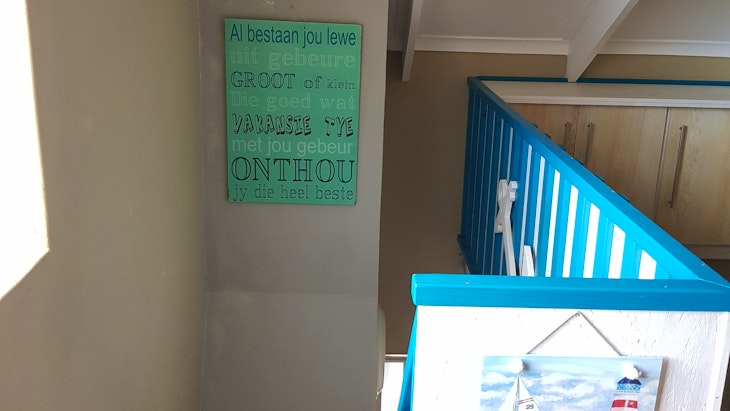 Al bestaan jou lewe
uit gebeure
GROOT of klein
Die goed wat
VAKANSIE TYE
met jou gebeur
ONTHOU
jy die heel beste
25